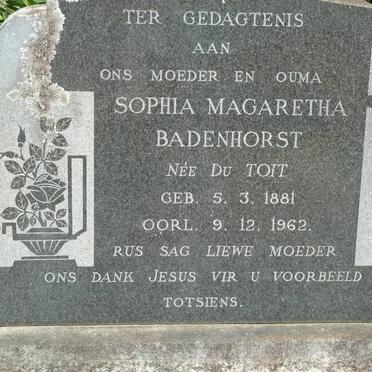 TER GEDAGTENIS
AAN
ONS MOEDER EN OUMA
SOPHIA MAGARETHA
BADENHORST
NÉE DU TOIT
GEB. 5. 3. 1881
OORL. 9. 12. 1962.
RUS SAG LIEWE MOEDER
ONS DANK JESUS VIR U VOORBEELD
TOTSIENS.